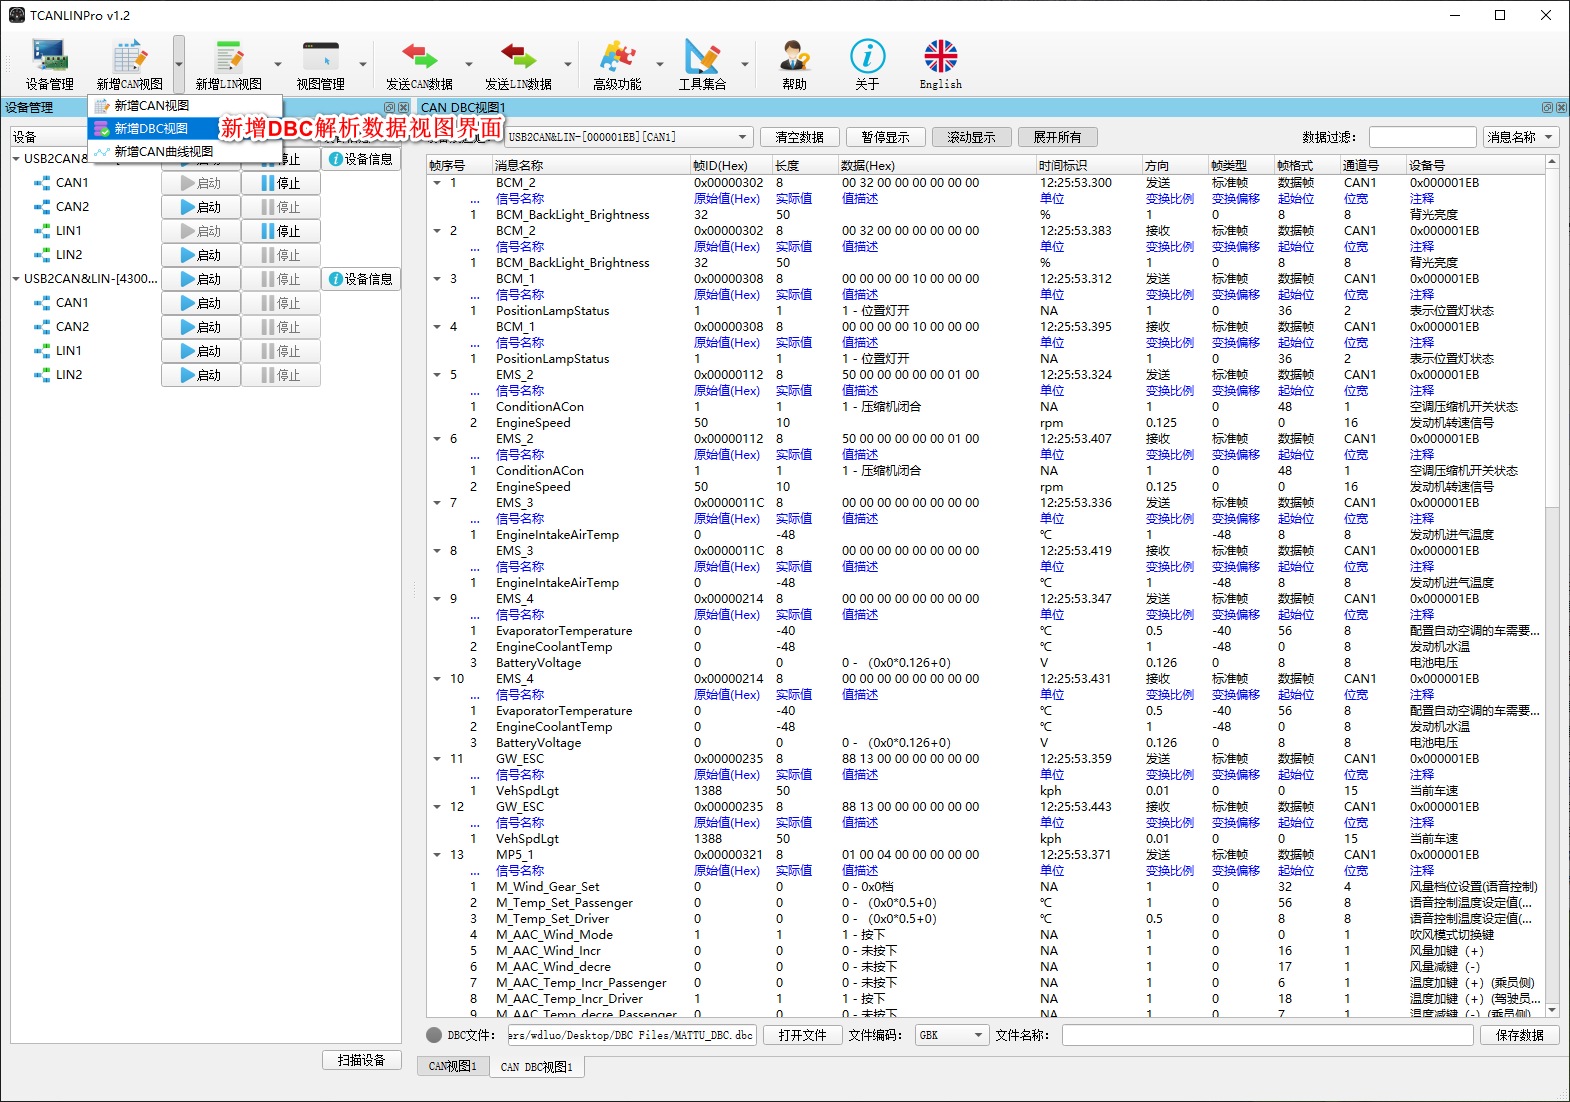 TCANLINPro v1.2
设备管理 新增CAN视图 新增LIN视图 视图管理 发送CAN数据 发送LIN数据 高级功能 工具集合 帮助 关于 English
设备管理
新增CAN视图
新增DBC视图
新增CAN曲线视图
新增DBC解析数据视图界面
设备
USB2CAN& 停止 设备信息
CAN1 启动 停止
CAN2 启动 停止
LIN1 启动 停止
LIN2 启动 停止
USB2CAN&LIN-[4300... 启动 停止 设备信息
CAN1 启动 停止
CAN2 启动 停止
LIN1 启动 停止
LIN2 启动 停止
扫描设备
CAN DBC视图1
USB2CAN&LIN-[000001EB][CAN1] 清空数据 暂停显示 滚动显示 展开所有 数据过滤： 消息名称
帧序号 消息名称 帧ID(Hex) 长度 数据(Hex) 时间标识 方向 帧类型 帧格式 通道号 设备号
1 BCM_2 0x00000302 8 00 32 00 00 00 00 00 00 12:25:53.300 发送 标准帧 数据帧 CAN1 0x000001EB
... 信号名称 原始值(Hex) 实际值 值描述 单位 变换比例 变换偏移 起始位 位宽 注释
1 BCM_BackLight_Brightness 32 50 % 1 0 8 8 背光亮度
2 BCM_2 0x00000302 8 00 32 00 00 00 00 00 00 12:25:53.383 接收 标准帧 数据帧 CAN1 0x000001EB
... 信号名称 原始值(Hex) 实际值 值描述 单位 变换比例 变换偏移 起始位 位宽 注释
1 BCM_BackLight_Brightness 32 50 % 1 0 8 8 背光亮度
3 BCM_1 0x00000308 8 00 00 00 00 10 00 00 00 12:25:53.312 发送 标准帧 数据帧 CAN1 0x000001EB
... 信号名称 原始值(Hex) 实际值 值描述 单位 变换比例 变换偏移 起始位 位宽 注释
1 PositionLampStatus 1 1 1 - 位置灯开 NA 1 0 36 2 表示位置灯状态
4 BCM_1 0x00000308 8 00 00 00 00 10 00 00 00 12:25:53.395 接收 标准帧 数据帧 CAN1 0x000001EB
... 信号名称 原始值(Hex) 实际值 值描述 单位 变换比例 变换偏移 起始位 位宽 注释
1 PositionLampStatus 1 1 1 - 位置灯开 NA 1 0 36 2 表示位置灯状态
5 EMS_2 0x00000112 8 50 00 00 00 00 00 01 00 12:25:53.324 发送 标准帧 数据帧 CAN1 0x000001EB
... 信号名称 原始值(Hex) 实际值 值描述 单位 变换比例 变换偏移 起始位 位宽 注释
1 ConditionACon 1 1 1 - 压缩机闭合 NA 1 0 48 1 空调压缩机开关状态
2 EngineSpeed 50 10 rpm 0.125 0 0 16 发动机转速信号
6 EMS_2 0x00000112 8 50 00 00 00 00 00 01 00 12:25:53.407 接收 标准帧 数据帧 CAN1 0x000001EB
... 信号名称 原始值(Hex) 实际值 值描述 单位 变换比例 变换偏移 起始位 位宽 注释
1 ConditionACon 1 1 1 - 压缩机闭合 NA 1 0 48 1 空调压缩机开关状态
2 EngineSpeed 50 10 rpm 0.125 0 0 16 发动机转速信号
7 EMS_3 0x0000011C 8 00 00 00 00 00 00 00 00 12:25:53.336 发送 标准帧 数据帧 CAN1 0x000001EB
... 信号名称 原始值(Hex) 实际值 值描述 单位 变换比例 变换偏移 起始位 位宽 注释
1 EngineIntakeAirTemp 0 -48 ℃ 1 -48 8 8 发动机进气温度
8 EMS_3 0x0000011C 8 00 00 00 00 00 00 00 00 12:25:53.419 接收 标准帧 数据帧 CAN1 0x000001EB
... 信号名称 原始值(Hex) 实际值 值描述 单位 变换比例 变换偏移 起始位 位宽 注释
1 EngineIntakeAirTemp 0 -48 ℃ 1 -48 8 8 发动机进气温度
9 EMS_4 0x00000214 8 00 00 00 00 00 00 00 00 12:25:53.347 发送 标准帧 数据帧 CAN1 0x000001EB
... 信号名称 原始值(Hex) 实际值 值描述 单位 变换比例 变换偏移 起始位 位宽 注释
1 EvaporatorTemperature 0 -40 ℃ 0.5 -40 56 8 配置自动空调的车需要...
2 EngineCoolantTemp 0 -48 ℃ 1 -48 0 8 发动机水温
3 BatteryVoltage 0 0 0 - （0x0*0.126+0） V 0.126 0 8 8 电池电压
10 EMS_4 0x00000214 8 00 00 00 00 00 00 00 00 12:25:53.431 接收 标准帧 数据帧 CAN1 0x000001EB
... 信号名称 原始值(Hex) 实际值 值描述 单位 变换比例 变换偏移 起始位 位宽 注释
1 EvaporatorTemperature 0 -40 ℃ 0.5 -40 56 8 配置自动空调的车需要...
2 EngineCoolantTemp 0 -48 ℃ 1 -48 0 8 发动机水温
3 BatteryVoltage 0 0 0 - （0x0*0.126+0） V 0.126 0 8 8 电池电压
11 GW_ESC 0x00000235 8 88 13 00 00 00 00 00 00 12:25:53.359 发送 标准帧 数据帧 CAN1 0x000001EB
... 信号名称 原始值(Hex) 实际值 值描述 单位 变换比例 变换偏移 起始位 位宽 注释
1 VehSpdLgt 1388 50 kph 0.01 0 0 15 当前车速
12 GW_ESC 0x00000235 8 88 13 00 00 00 00 00 00 12:25:53.443 接收 标准帧 数据帧 CAN1 0x000001EB
... 信号名称 原始值(Hex) 实际值 值描述 单位 变换比例 变换偏移 起始位 位宽 注释
1 VehSpdLgt 1388 50 kph 0.01 0 0 15 当前车速
13 MP5_1 0x00000321 8 01 00 04 00 00 00 00 00 12:25:53.371 发送 标准帧 数据帧 CAN1 0x000001EB
... 信号名称 原始值(Hex) 实际值 值描述 单位 变换比例 变换偏移 起始位 位宽 注释
1 M_Wind_Gear_Set 0 0 0 - 0x0档 NA 1 0 32 4 风量档位设置(语音控制)
2 M_Temp_Set_Passenger 0 0 0 - （0x0*0.5+0） ℃ 1 0 56 8 语音控制温度设定值(...
3 M_Temp_Set_Driver 0 0 0 - （0x0*0.5+0） ℃ 0.5 0 8 8 语音控制温度设定值(...
4 M_AAC_Wind_Mode 1 1 1 - 按下 NA 1 0 0 1 吹风模式切换键
5 M_AAC_Wind_Incr 0 0 0 - 未按下 NA 1 0 16 1 风量加键（+）
6 M_AAC_Wind_decre 0 0 0 - 未按下 NA 1 0 17 1 风量减键（-）
7 M_AAC_Temp_Incr_Passenger 0 0 0 - 未按下 NA 1 0 6 1 温度加键（+）(乘员侧)
8 M_AAC_Temp_Incr_Driver 1 1 1 - 按下 NA 1 0 18 1 温度加键（+）(驾驶员...
9 M_AAC_Temp_decre_Passenger 0 0 0 - 未按下 NA 1 0 7 1 温度减键（-）(乘员侧)
DBC文件： ers/wdluo/Desktop/DBC Files/MATTU_DBC.dbc 打开文件 文件编码： GBK 文件名称： 保存数据
CAN视图1 CAN DBC视图1